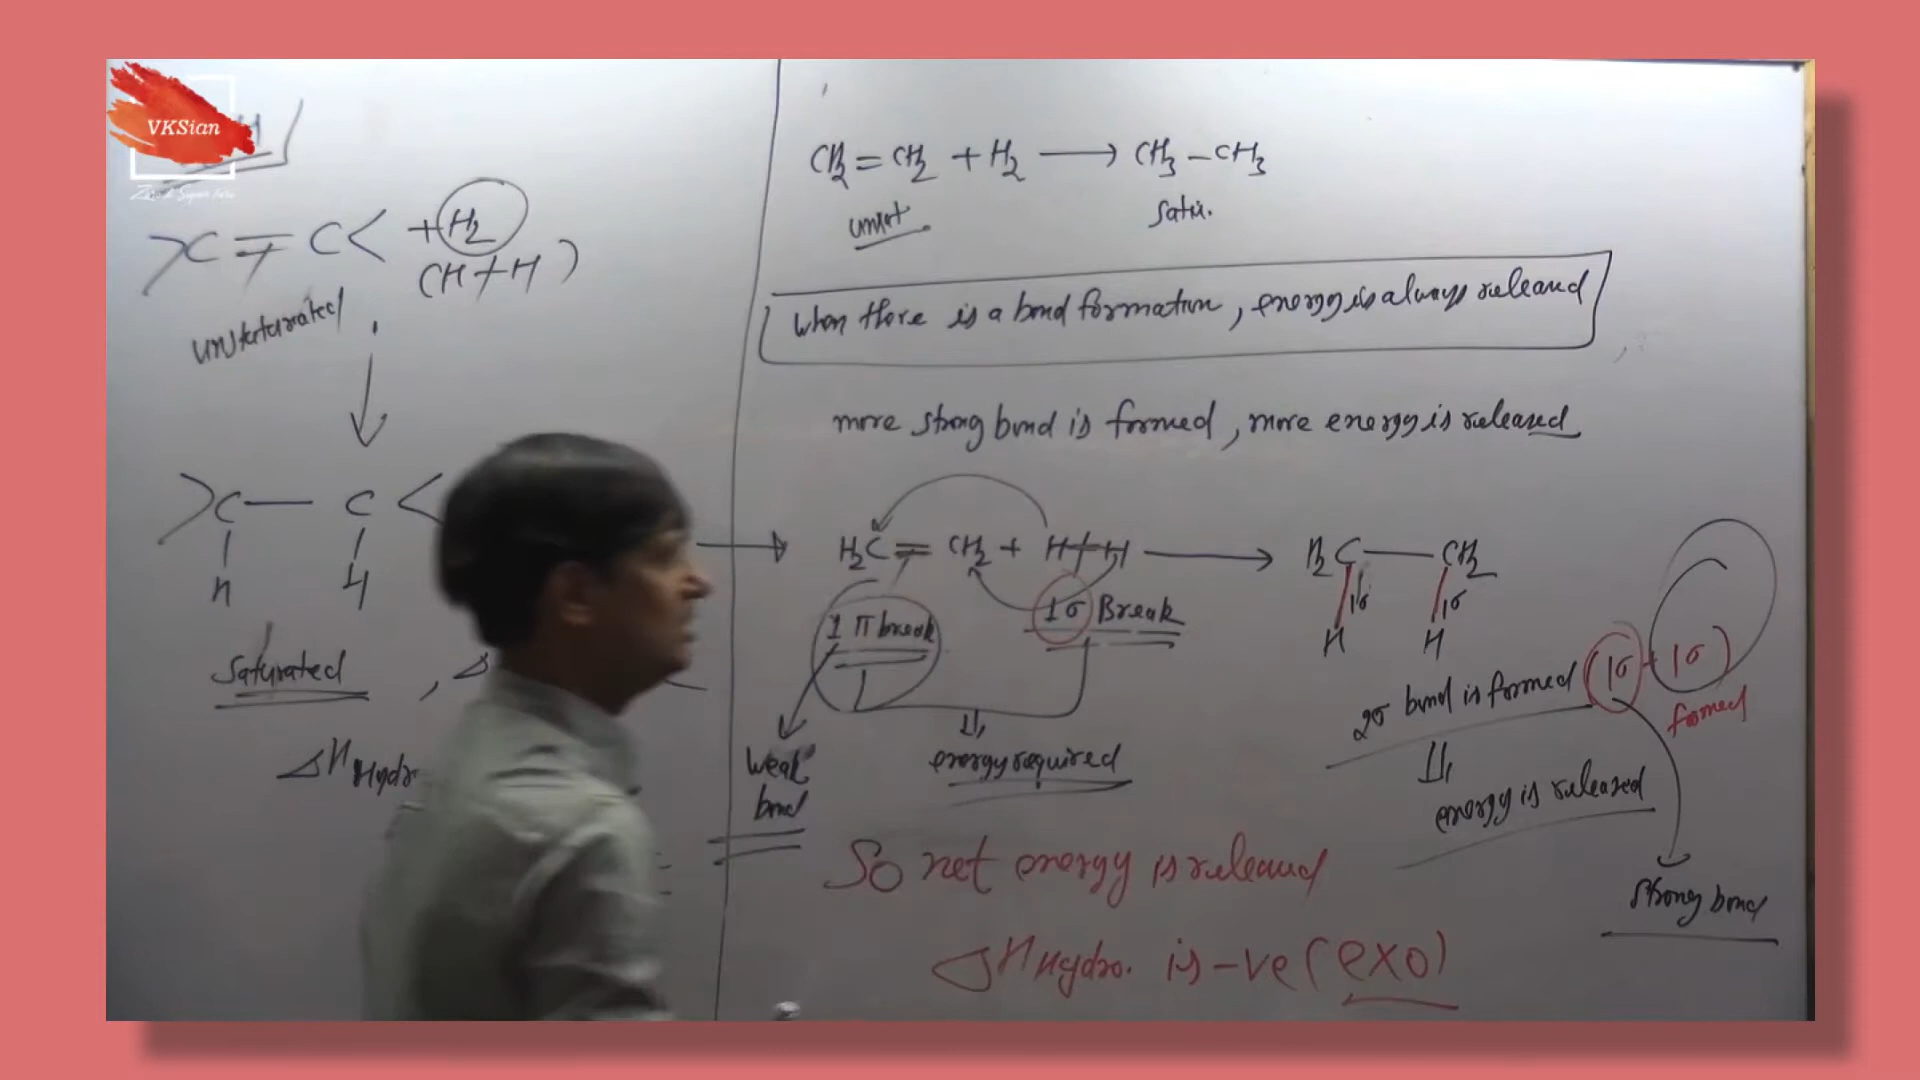 VKSian
H
>C=C< + H2
(H+H)
unsaturated
>C—C<
H H
saturated , Δ
ΔH Hydr
CH2=CH2 + H2 ⟶ CH3–CH3
unsat satu.
When there is a bond formation, energy is always released
more strong bond is formed, more energy is released
H2C=CH2 + H–H ⟶ H2C—CH2
1σ 1σ
H H
1 π break 1σ Break
2σ bond is formed (1σ + 1σ)
formed
weak
bond
energy required
energy is released
So net energy is released
strong bond
ΔH Hydro. is -ve (exo)